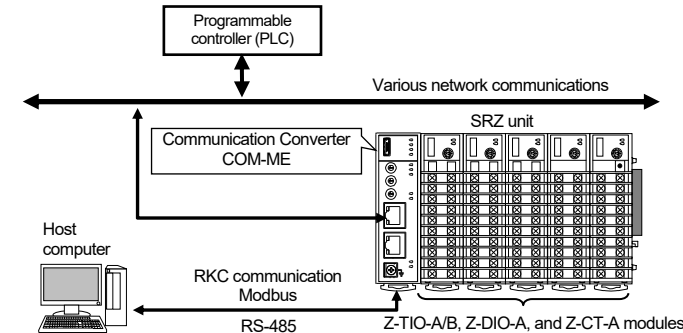 Programmable
controller (PLC)
Various network communications
SRZ unit
Communication Converter
COM-ME
Host
computer
RKC communication
Modbus
RS-485
Z-TIO-A/B, Z-DIO-A, and Z-CT-A modules